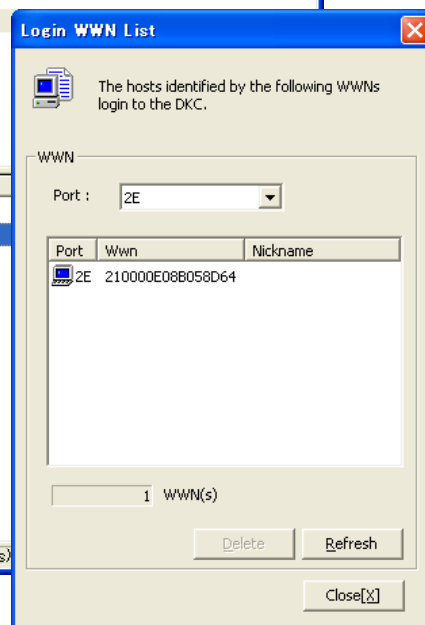 Login WWN List
The hosts identified by the following WWNs
login to the DKC.
WWN
Port :
2E
Port Wwn Nickname
2E 210000E08B058D64
1 WWN(s)
Delete Refresh
s)
Close[X]